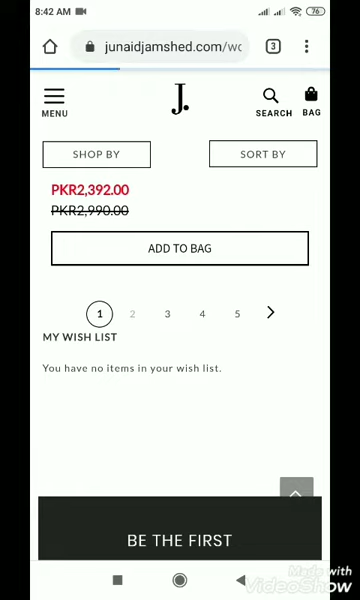 8:42 AM
76
junaidjamshed.com/wo
3
J.
MENU
SEARCH
BAG
SHOP BY
SORT BY
PKR2,392.00
PKR2,990.00
ADD TO BAG
1 2 3 4 5
MY WISH LIST
You have no items in your wish list.
BE THE FIRST
Made with
VideoShow